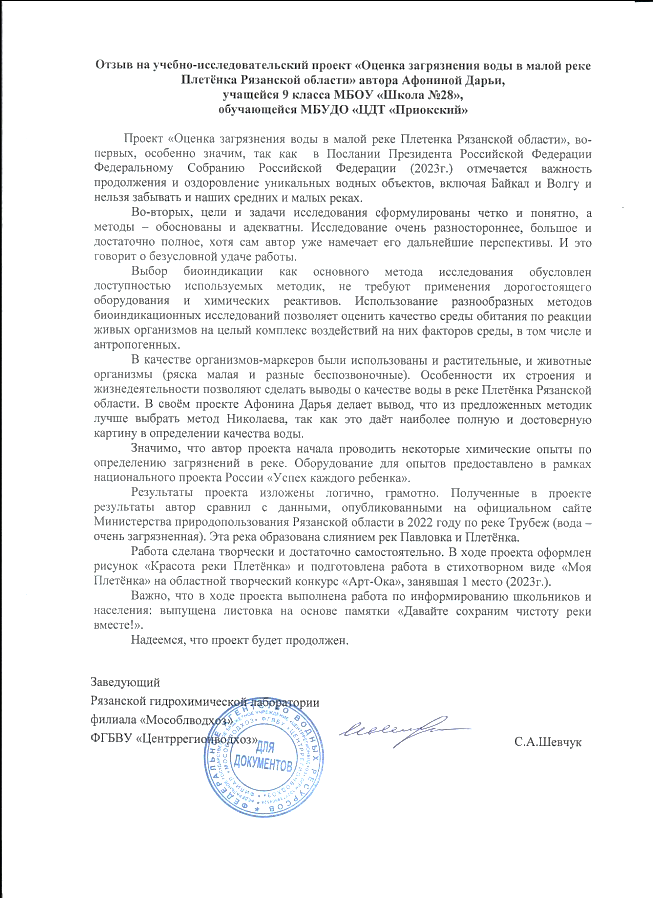 Отзыв на учебно-исследовательский проект «Оценка загрязнения воды в малой реке
Плетёнка Рязанской области» автора Афониной Дарьи,
учащейся 9 класса МБОУ «Школа №28»,
обучающейся МБУДО «ЦДТ «Приокский»
Проект «Оценка загрязнения воды в малой реке Плетенка Рязанской области», во-
первых, особенно значим, так как в Послании Президента Российской Федерации
Федеральному Собранию Российской Федерации (2023г.) отмечается важность
продолжения и оздоровление уникальных водных объектов, включая Байкал и Волгу и
нельзя забывать и наших средних и малых реках.
Во-вторых, цели и задачи исследования сформулированы четко и понятно, а
методы – обоснованы и адекватны. Исследование очень разностороннее, большое и
достаточно полное, хотя сам автор уже намечает его дальнейшие перспективы. И это
говорит о безусловной удаче работы.
Выбор биоиндикации как основного метода исследования обусловлен
доступностью используемых методик, не требуют применения дорогостоящего
оборудования и химических реактивов. Использование разнообразных методов
биоиндикационных исследований позволяет оценить качество среды обитания по реакции
живых организмов на целый комплекс воздействий на них факторов среды, в том числе и
антропогенных.
В качестве организмов-маркеров были использованы и растительные, и животные
организмы (ряска малая и разные беспозвоночные). Особенности их строения и
жизнедеятельности позволяют сделать выводы о качестве воды в реке Плетёнка Рязанской
области. В своём проекте Афонина Дарья делает вывод, что из предложенных методик
лучше выбрать метод Николаева, так как это даёт наиболее полную и достоверную
картину в определении качества воды.
Значимо, что автор проекта начала проводить некоторые химические опыты по
определению загрязнений в реке. Оборудование для опытов предоставлено в рамках
национального проекта России «Успех каждого ребенка».
Результаты проекта изложены логично, грамотно. Полученные в проекте
результаты автор сравнил с данными, опубликованными на официальном сайте
Министерства природопользования Рязанской области в 2022 году по реке Трубеж (вода –
очень загрязненная). Эта река образована слиянием рек Павловка и Плетёнка.
Работа сделана творчески и достаточно самостоятельно. В ходе проекта оформлен
рисунок «Красота реки Плетёнка» и подготовлена работа в стихотворном виде «Моя
Плетёнка» на областной творческий конкурс «Арт-Ока», занявшая 1 место (2023г.).
Важно, что в ходе проекта выполнена работа по информированию школьников и
населения: выпущена листовка на основе памятки «Давайте сохраним чистоту реки
вместе!».
Надеемся, что проект будет продолжен.
Заведующий
Рязанской гидрохимической лаборатории
филиала «Мособлводхоз»
ФГБВУ «Центррегионводхоз»
С.А.Шевчук
ФЕДЕРАЛЬНОЕ АГЕНТСТВО ВОДНЫХ РЕСУРСОВ
ДЛЯ
ДОКУМЕНТОВ